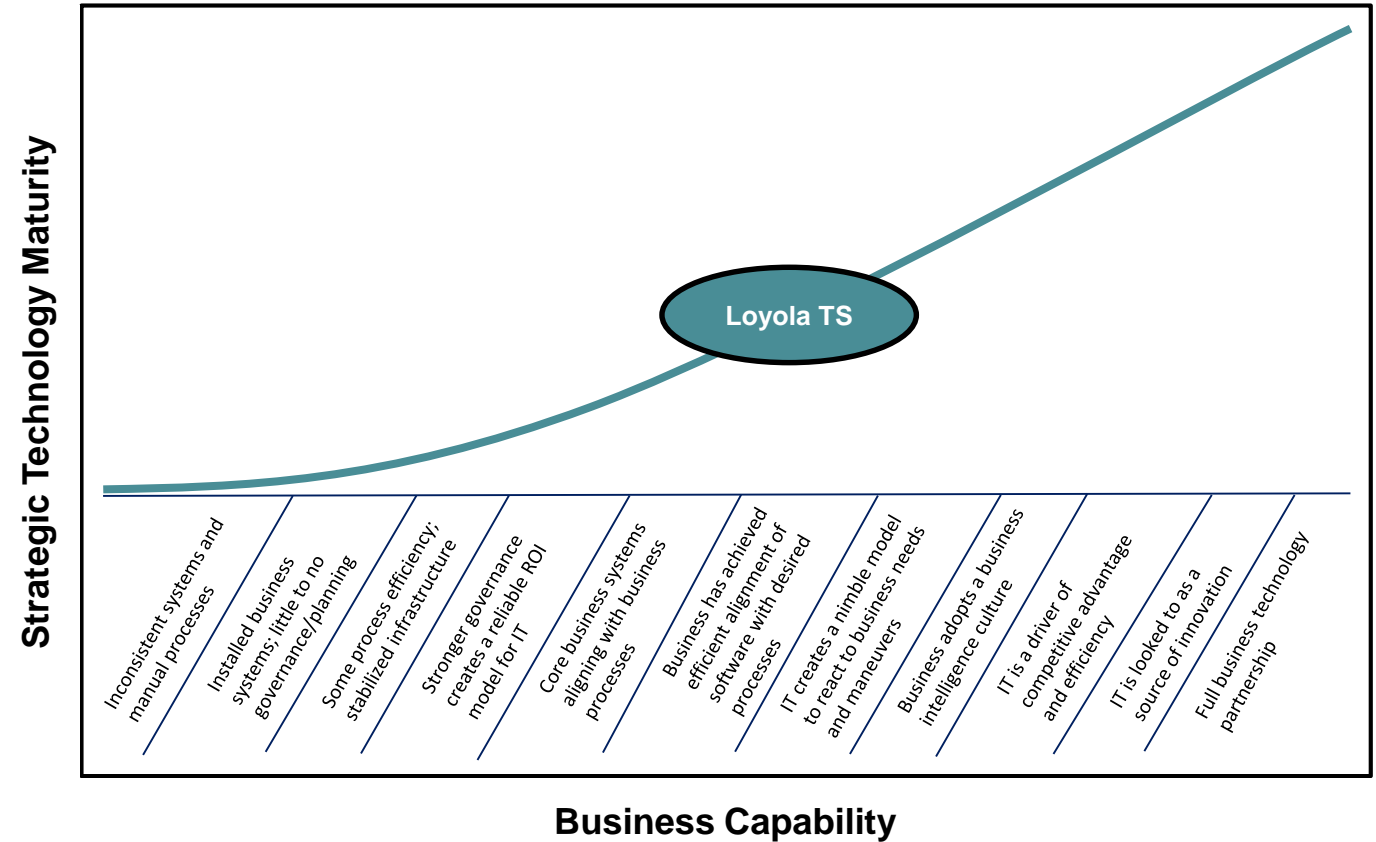 Strategic Technology Maturity
Loyola TS
Inconsistent systems and
manual processes
Installed business
systems; little to no
governance/planning
Some process efficiency;
stabilized infrastructure
Stronger governance
creates a reliable ROI
model for IT
Core business systems
aligning with business
processes
Business has achieved
efficient alignment of
software with desired
processes
IT creates a nimble model
to react to business needs
and maneuvers
Business adopts a business
intelligence culture
IT is a driver of
competitive advantage
and efficiency
IT is looked to as a
source of innovation
Full business technology
partnership
Business Capability